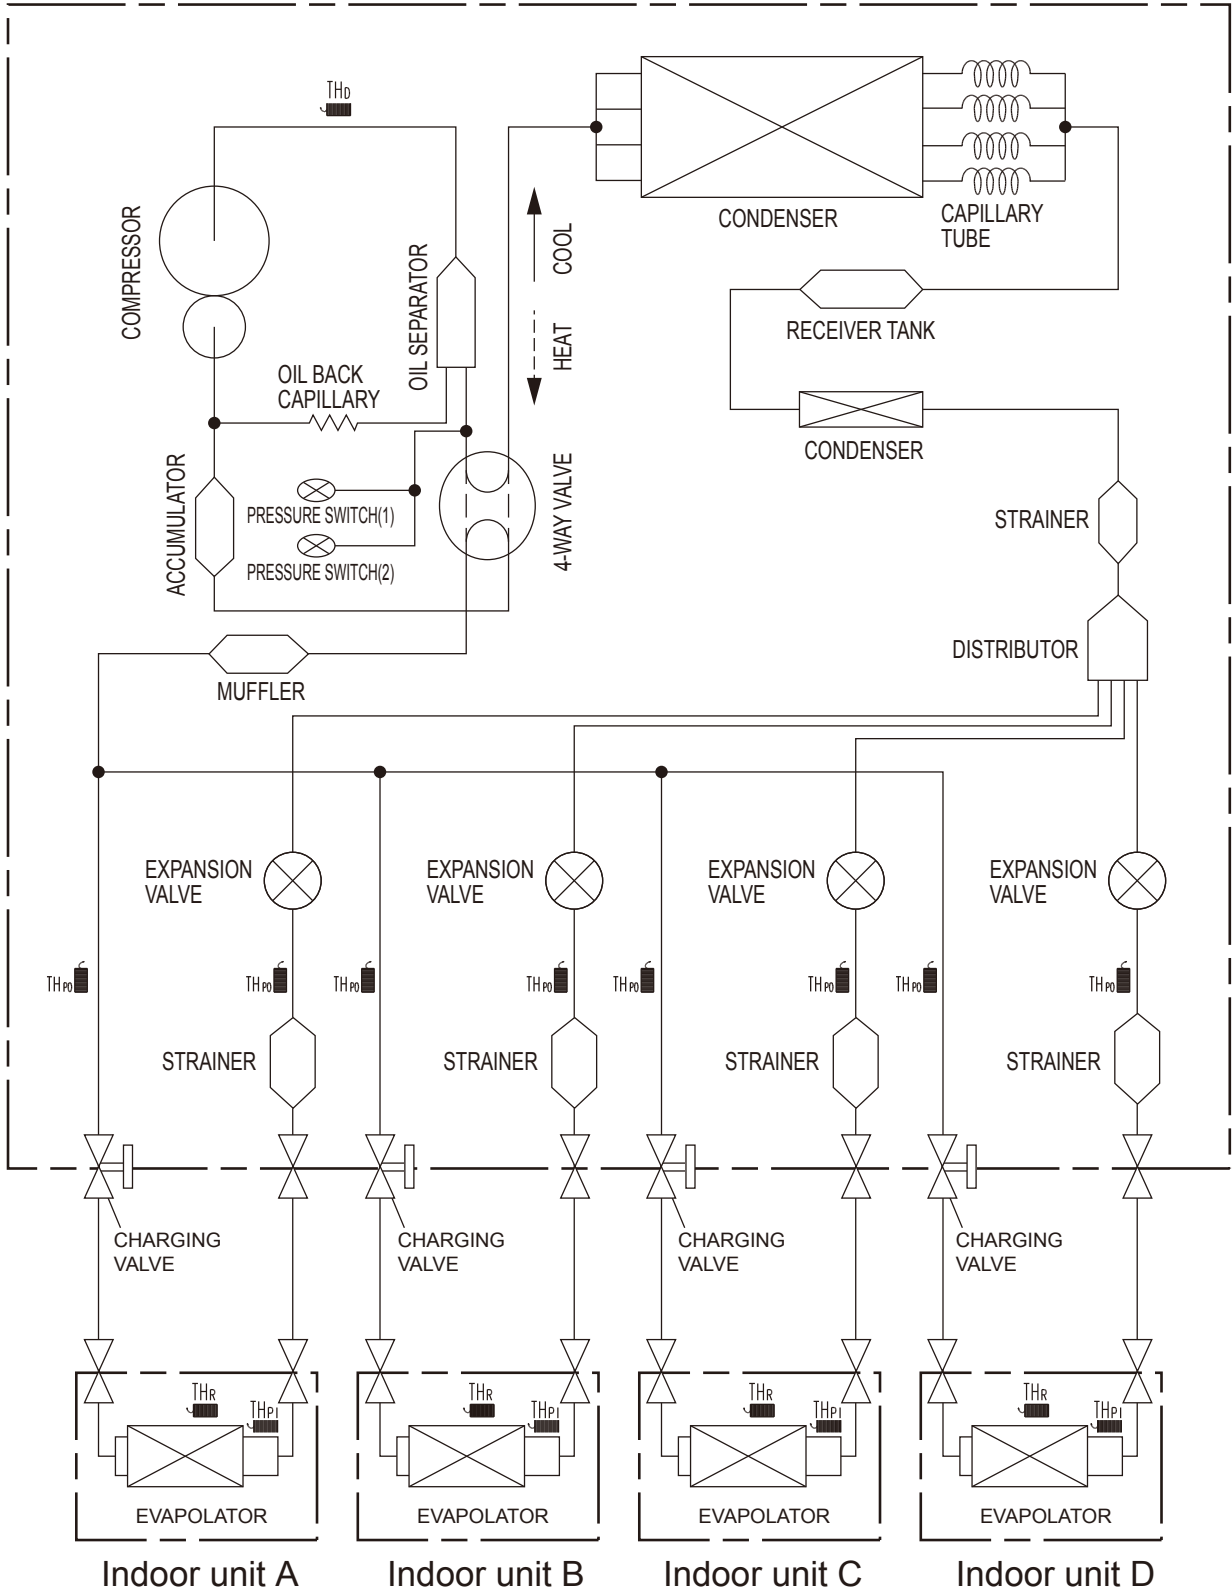 THD
COMPRESSOR
CONDENSER
CAPILLARY
TUBE
OIL SEPARATOR
COOL
HEAT
RECEIVER TANK
OIL BACK
CAPILLARY
CONDENSER
ACCUMULATOR
PRESSURE SWITCH(1)
PRESSURE SWITCH(2)
4-WAY VALVE
STRAINER
MUFFLER
DISTRIBUTOR
EXPANSION
VALVE
EXPANSION
VALVE
EXPANSION
VALVE
EXPANSION
VALVE
THPO
THPO
THPO
THPO
THPO
THPO
THPO
THPO
STRAINER
STRAINER
STRAINER
STRAINER
CHARGING
VALVE
CHARGING
VALVE
CHARGING
VALVE
CHARGING
VALVE
THR
THPI
THR
THPI
THR
THPI
THR
THPI
EVAPOLATOR
EVAPOLATOR
EVAPOLATOR
EVAPOLATOR
Indoor unit A
Indoor unit B
Indoor unit C
Indoor unit D